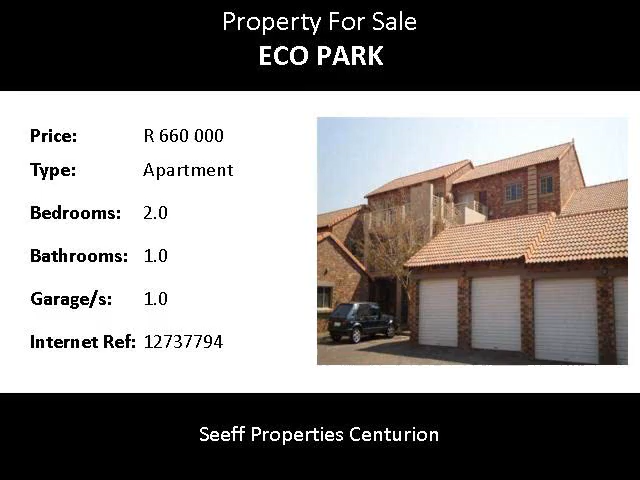 Property For Sale
ECO PARK
Price: R 660 000
Type: Apartment
Bedrooms: 2.0
Bathrooms: 1.0
Garage/s: 1.0
Internet Ref: 12737794
Seeff Properties Centurion